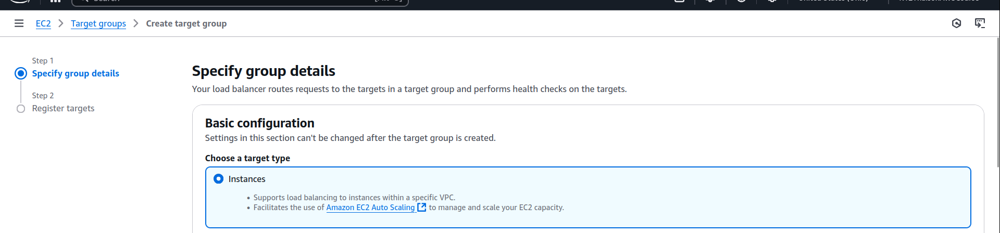 EC2 > Target groups > Create target group
Step 1
Specify group details
Step 2
Register targets
Specify group details
Your load balancer routes requests to the targets in a target group and performs health checks on the targets.
Basic configuration
Settings in this section can't be changed after the target group is created.
Choose a target type
Instances
• Supports load balancing to instances within a specific VPC.
• Facilitates the use of Amazon EC2 Auto Scaling to manage and scale your EC2 capacity.